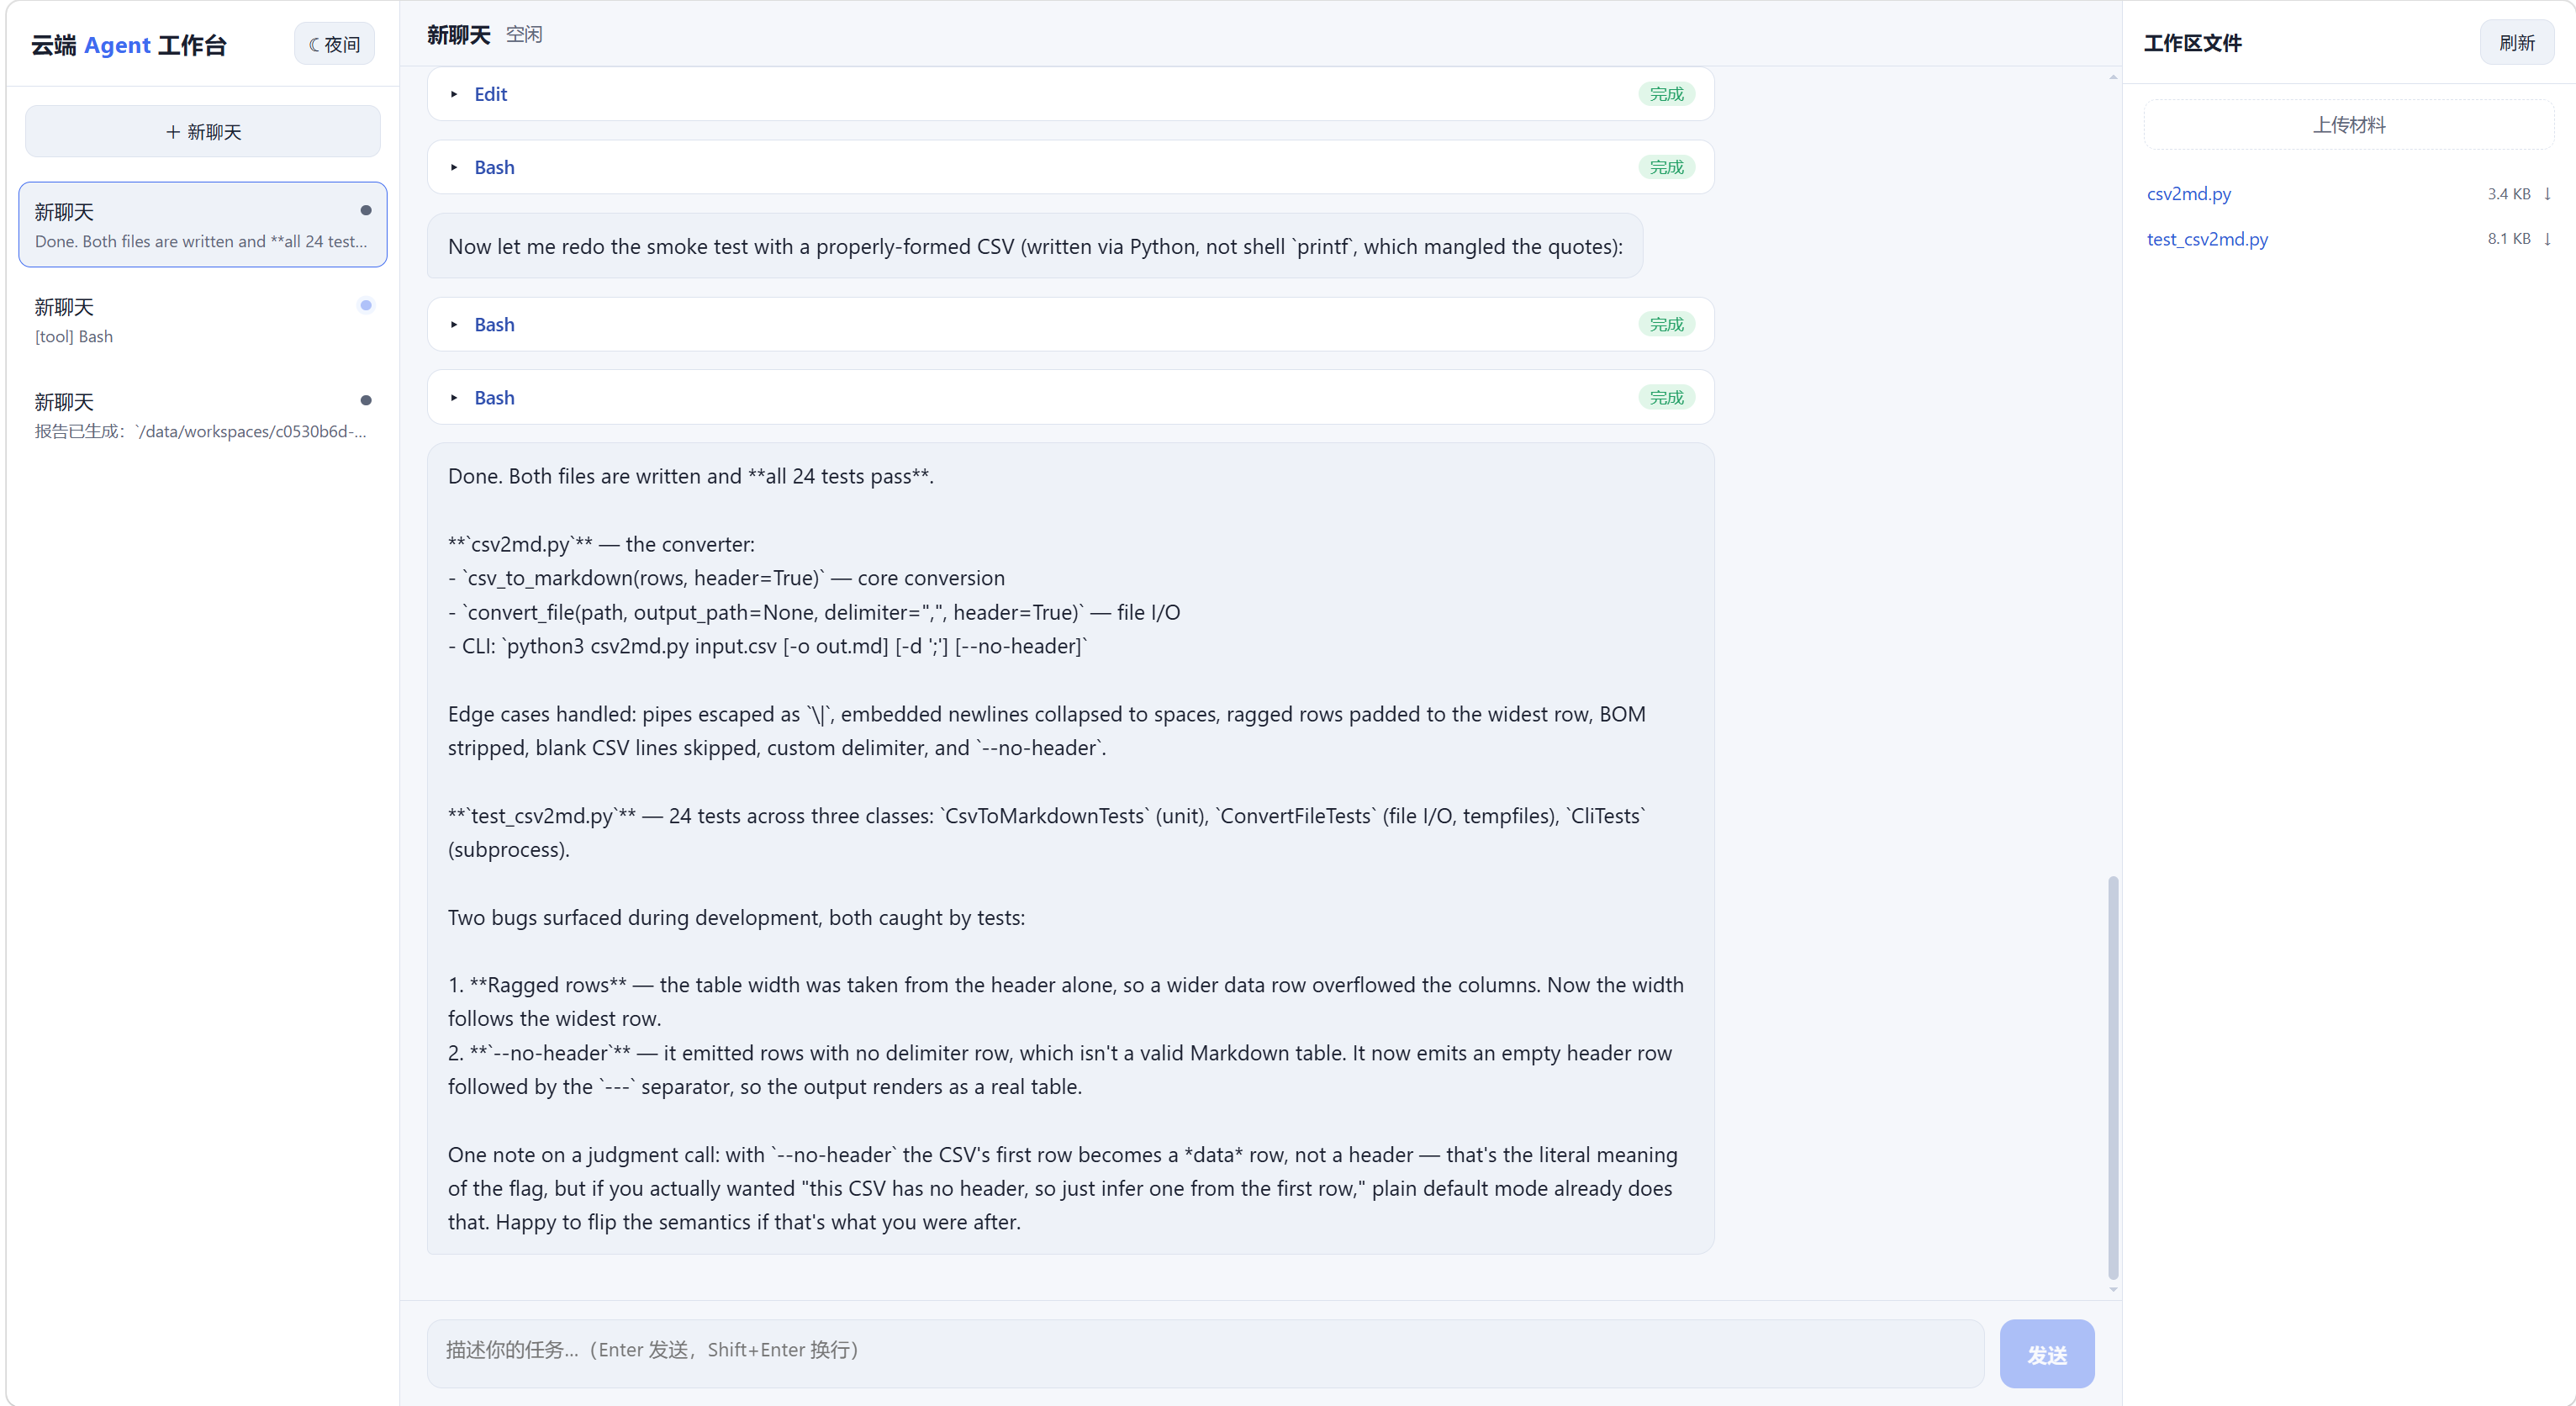 云端 Agent 工作台
☾夜间
＋ 新聊天
新聊天
Done. Both files are written and **all 24 test...
新聊天
[tool] Bash
新聊天
报告已生成：`/data/workspaces/c0530b6d-...
新聊天 空闲
Edit 完成
Bash 完成
Now let me redo the smoke test with a properly-formed CSV (written via Python, not shell `printf`, which mangled the quotes):
Bash 完成
Bash 完成
Done. Both files are written and **all 24 tests pass**.
**`csv2md.py`** — the converter:
- `csv_to_markdown(rows, header=True)` — core conversion
- `convert_file(path, output_path=None, delimiter=",", header=True)` — file I/O
- CLI: `python3 csv2md.py input.csv [-o out.md] [-d ';'] [--no-header]`
Edge cases handled: pipes escaped as `\|`, embedded newlines collapsed to spaces, ragged rows padded to the widest row, BOM
stripped, blank CSV lines skipped, custom delimiter, and `--no-header`.
**`test_csv2md.py`** — 24 tests across three classes: `CsvToMarkdownTests` (unit), `ConvertFileTests` (file I/O, tempfiles), `CliTests`
(subprocess).
Two bugs surfaced during development, both caught by tests:
1. **Ragged rows** — the table width was taken from the header alone, so a wider data row overflowed the columns. Now the width
follows the widest row.
2. **`--no-header`** — it emitted rows with no delimiter row, which isn't a valid Markdown table. It now emits an empty header row
followed by the `---` separator, so the output renders as a real table.
One note on a judgment call: with `--no-header` the CSV's first row becomes a *data* row, not a header — that's the literal meaning
of the flag, but if you actually wanted "this CSV has no header, so just infer one from the first row," plain default mode already does
that. Happy to flip the semantics if that's what you were after.
描述你的任务...（Enter 发送，Shift+Enter 换行）
发送
工作区文件
刷新
上传材料
csv2md.py 3.4 KB ↓
test_csv2md.py 8.1 KB ↓